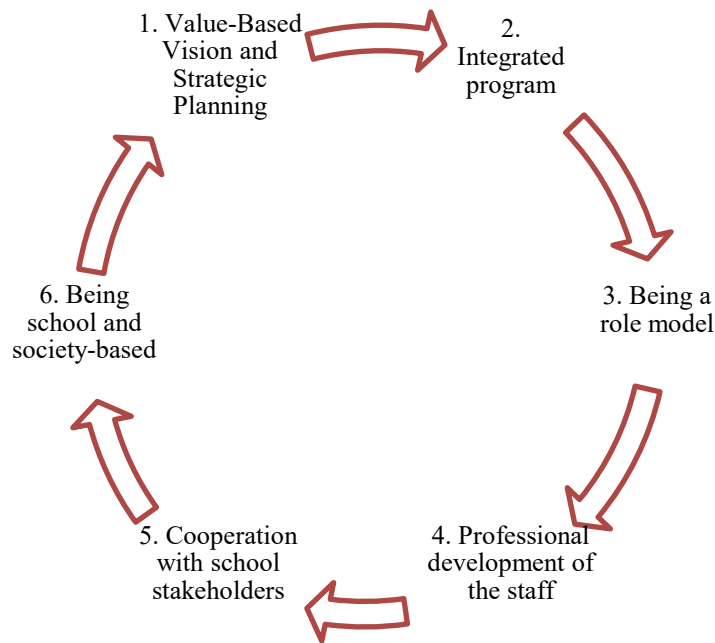 1. Value-Based
Vision and
Strategic
Planning
2.
Integrated
program
3. Being a
role model
4. Professional
development of
the staff
5. Cooperation
with school
stakeholders
6. Being
school and
society-based